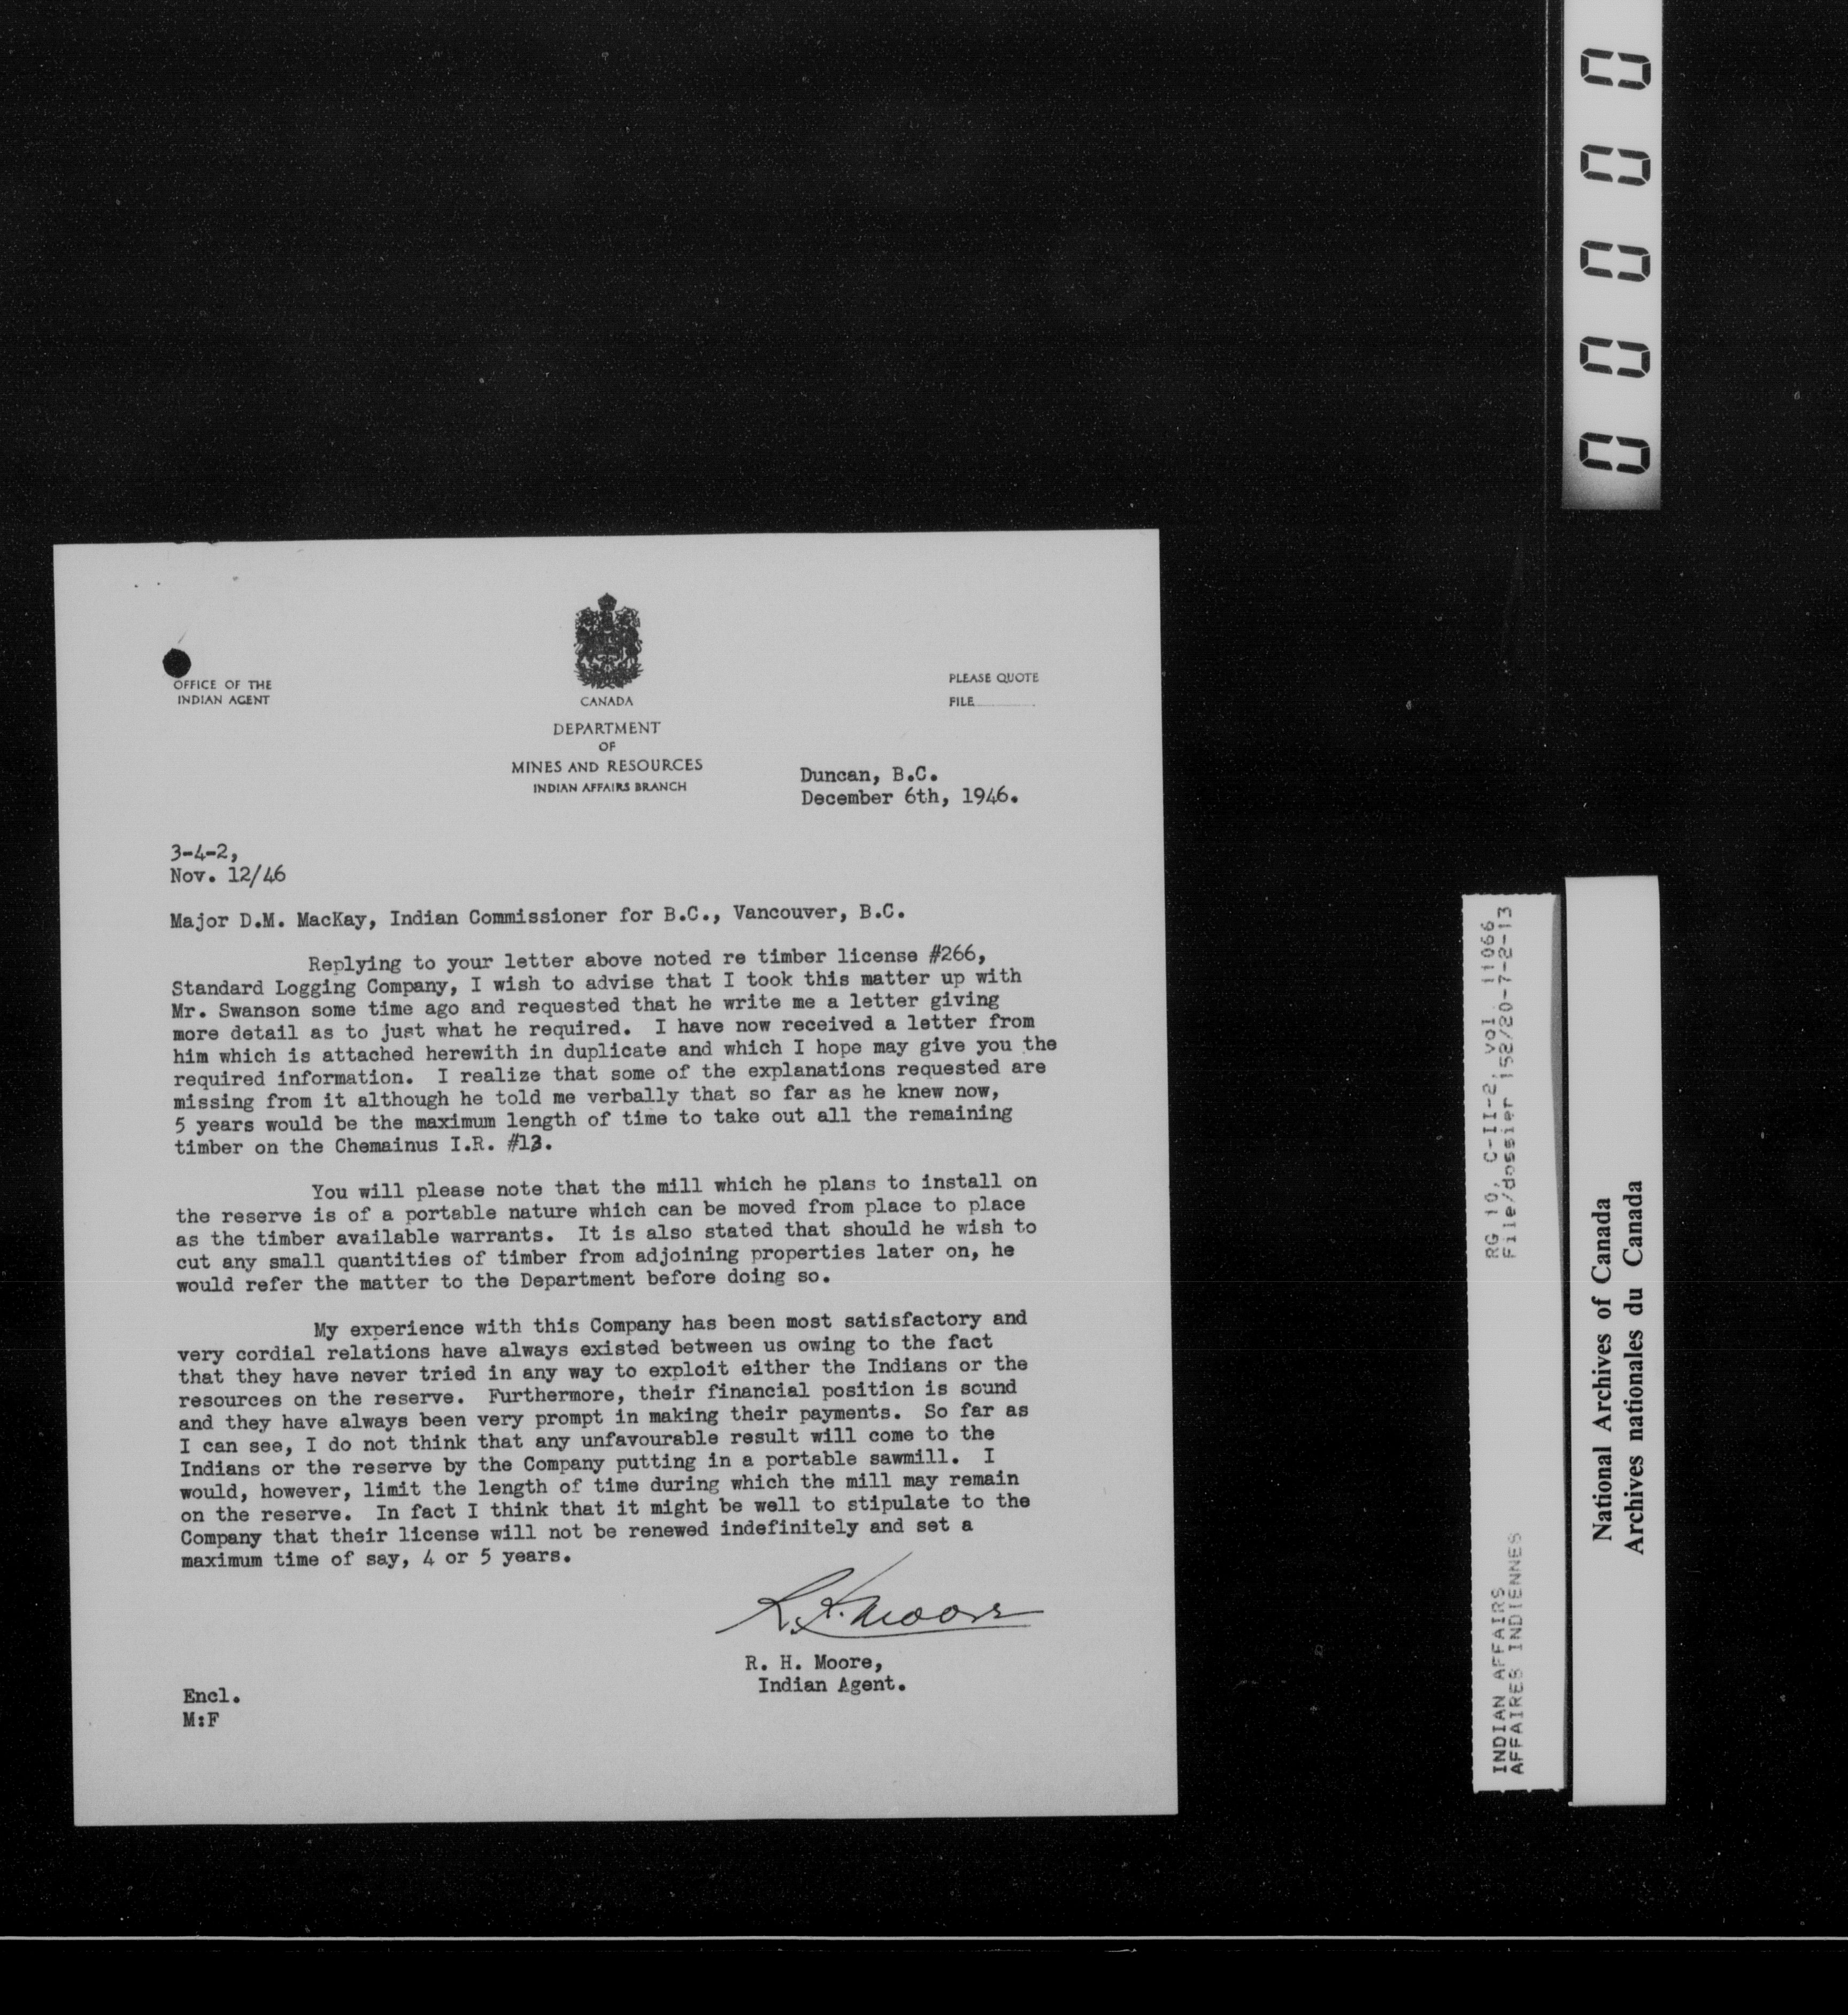 OFFICE OF THE
INDIAN AGENT
CANADA
DEPARTMENT
OF
MINES AND RESOURCES
INDIAN AFFAIRS BRANCH
PLEASE QUOTE
FILE
Duncan, B.C.
December 6th, 1946.
3-4-2,
Nov. 12/46
Major D.M. MacKay, Indian Commissioner for B.C., Vancouver, B.C.
Replying to your letter above noted re timber license #266,
Standard Logging Company, I wish to advise that I took this matter up with
Mr. Swanson some time ago and requested that he write me a letter giving
more detail as to just what he required. I have now received a letter from
him which is attached herewith in duplicate and which I hope may give you the
required information. I realize that some of the explanations requested are
missing from it although he told me verbally that so far as he knew now,
5 years would be the maximum length of time to take out all the remaining
timber on the Chemainus I.R. #13.
You will please note that the mill which he plans to install on
the reserve is of a portable nature which can be moved from place to place
as the timber available warrants. It is also stated that should he wish to
cut any small quantities of timber from adjoining properties later on, he
would refer the matter to the Department before doing so.
My experience with this Company has been most satisfactory and
very cordial relations have always existed between us owing to the fact
that they have never tried in any way to exploit either the Indians or the
resources on the reserve. Furthermore, their financial position is sound
and they have always been very prompt in making their payments. So far as
I can see, I do not think that any unfavourable result will come to the
Indians or the reserve by the Company putting in a portable sawmill. I
would, however, limit the length of time during which the mill may remain
on the reserve. In fact I think that it might be well to stipulate to the
Company that their license will not be renewed indefinitely and set a
maximum time of say, 4 or 5 years.
R.H. Moore
R. H. Moore,
Indian Agent.
Encl.
M:F
00000
RG 10, C-II-2, vol. 11066
File/dossier 152/20-7-2-13
INDIAN AFFAIRS
AFFAIRES INDIENNES
National Archives of Canada
Archives nationales du Canada